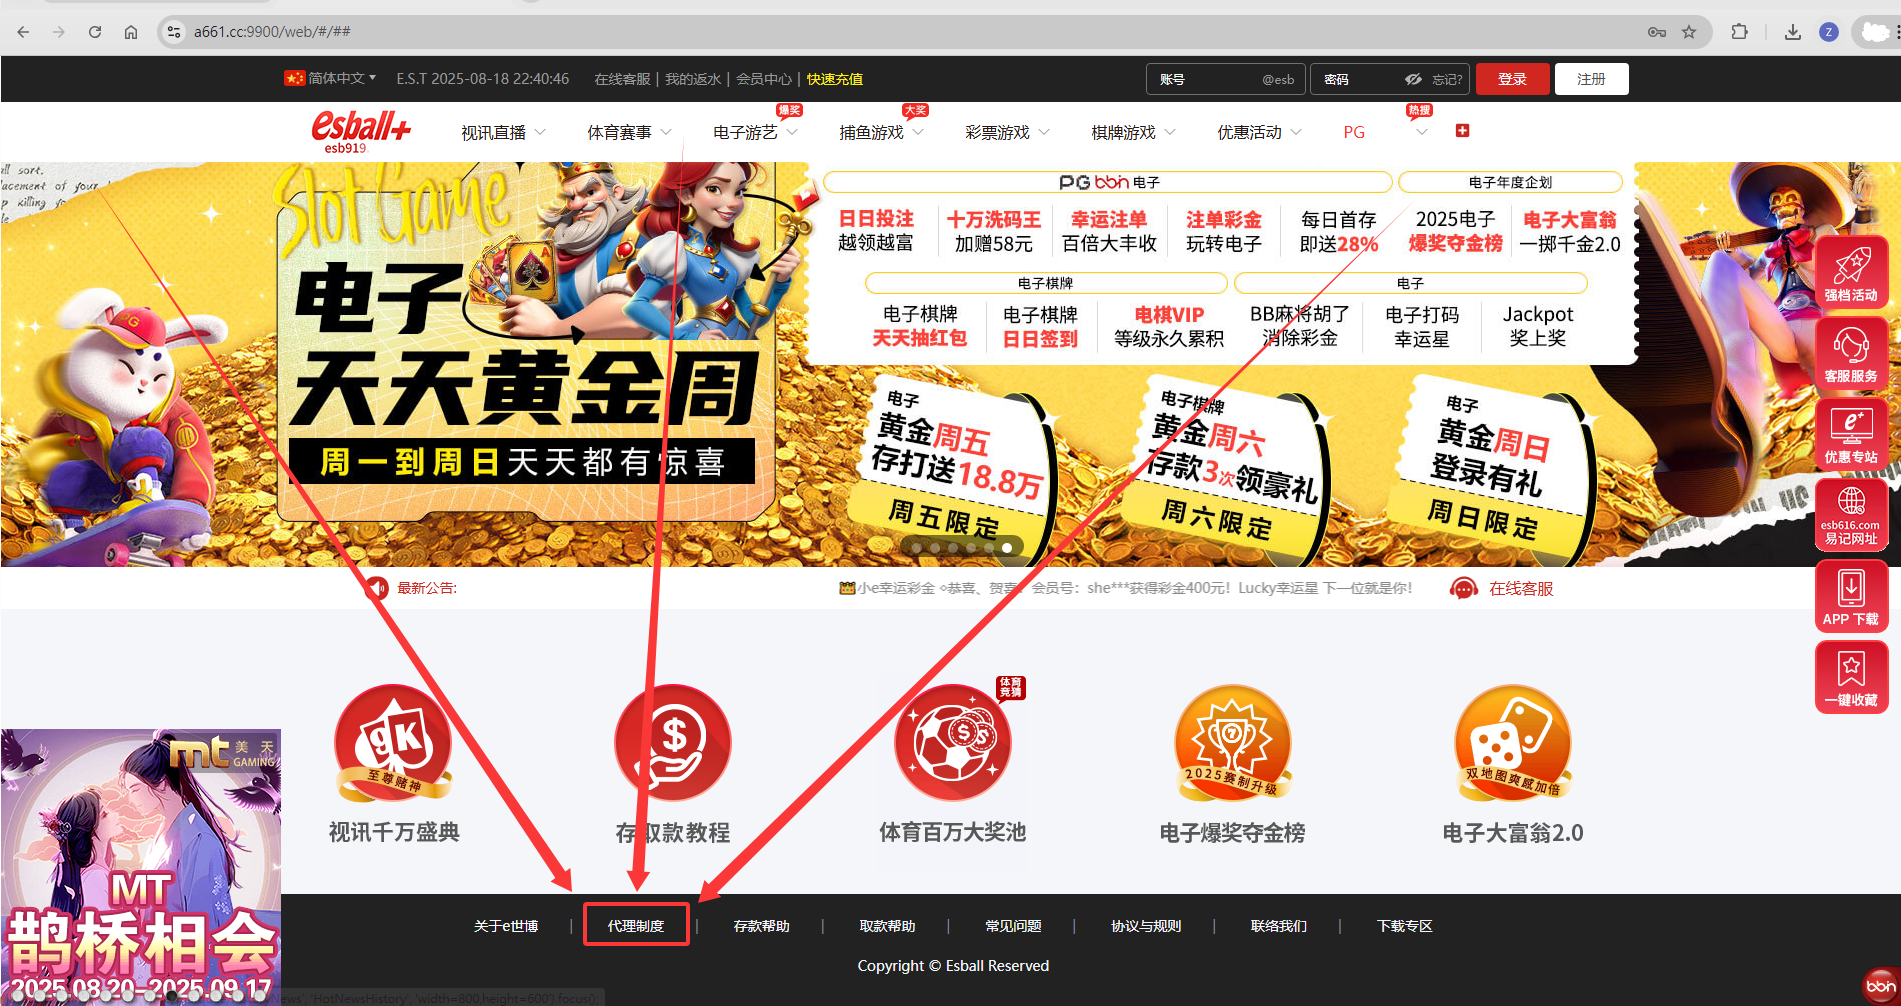 a661.cc:9900/web/#/##
Z
简体中文 E.S.T 2025-08-18 22:40:46 在线客服 | 我的返水 | 会员中心 | 快速充值
账号 @esb 密码 忘记? 登录 注册
爆奖 大奖 热搜
esball+
esb919.
视讯直播 体育赛事 电子游艺 捕鱼游戏 彩票游戏 棋牌游戏 优惠活动 PG
all sort.
lacement of your
op killing
Slot Game
电子
天天黄金周
周一到周日天天都有惊喜
PG bbin 电子 电子年度企划
日日投注 十万洗码王 幸运注单 注单彩金 每日首存 2025电子 电子大富翁
越领越富 加赠58元 百倍大丰收 玩转电子 即送28% 爆奖夺金榜 一掷千金2.0
电子棋牌 电子
电子棋牌 电子棋牌 电棋VIP BB麻将胡了 电子打码 Jackpot
天天抽红包 日日签到 等级永久累积 消除彩金 幸运星 奖上奖
电子
黄金周五
存打送18.8万
周五限定
电子棋牌
黄金周六
存款3次领豪礼
周六限定
电子
黄金周日
登录有礼
周日限定
强档活动
客服服务
e+
优惠专站
esb616.com
易记网址
APP 下载
一键收藏
最新公告:
小e幸运彩金 恭喜、贺喜 会员号：she***获得彩金400元！Lucky幸运星 下一位就是你！
在线客服
gK
至尊赌神
体育
竞猜
2025赛制升级
双地图爽感加倍
视讯千万盛典 存取款教程 体育百万大奖池 电子爆奖夺金榜 电子大富翁2.0
mt 美天
GAMING
MT
鹊桥相会
2025.08.20-2025.09.17
关于e世博 | 代理制度 | 存款帮助 | 取款帮助 | 常见问题 | 协议与规则 | 联络我们 | 下载专区
Copyright © Esball Reserved
News', 'HotNewsHistory', 'width=800,height=600').focus();
bbin